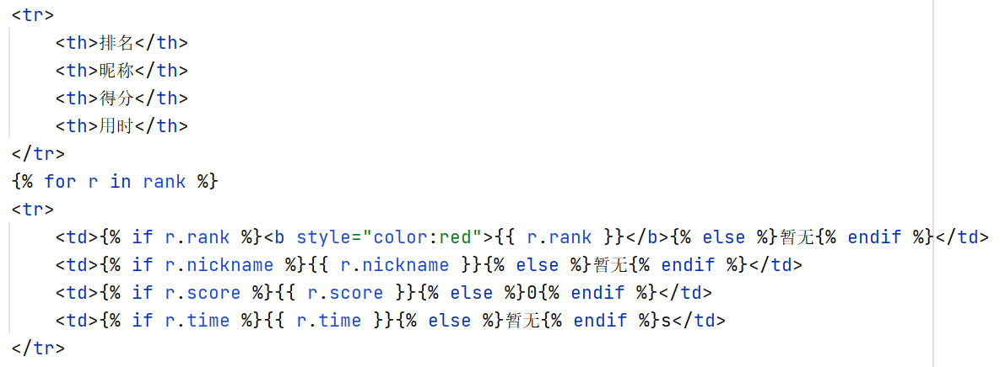 <tr>
    <th>排名</th>
    <th>昵称</th>
    <th>得分</th>
    <th>用时</th>
</tr>
{% for r in rank %}
<tr>
    <td>{% if r.rank %}<b style="color:red">{{ r.rank }}</b>{% else %}暂无{% endif %}</td>
    <td>{% if r.nickname %}{{ r.nickname }}{% else %}暂无{% endif %}</td>
    <td>{% if r.score %}{{ r.score }}{% else %}0{% endif %}</td>
    <td>{% if r.time %}{{ r.time }}{% else %}暂无{% endif %}s</td>
</tr>